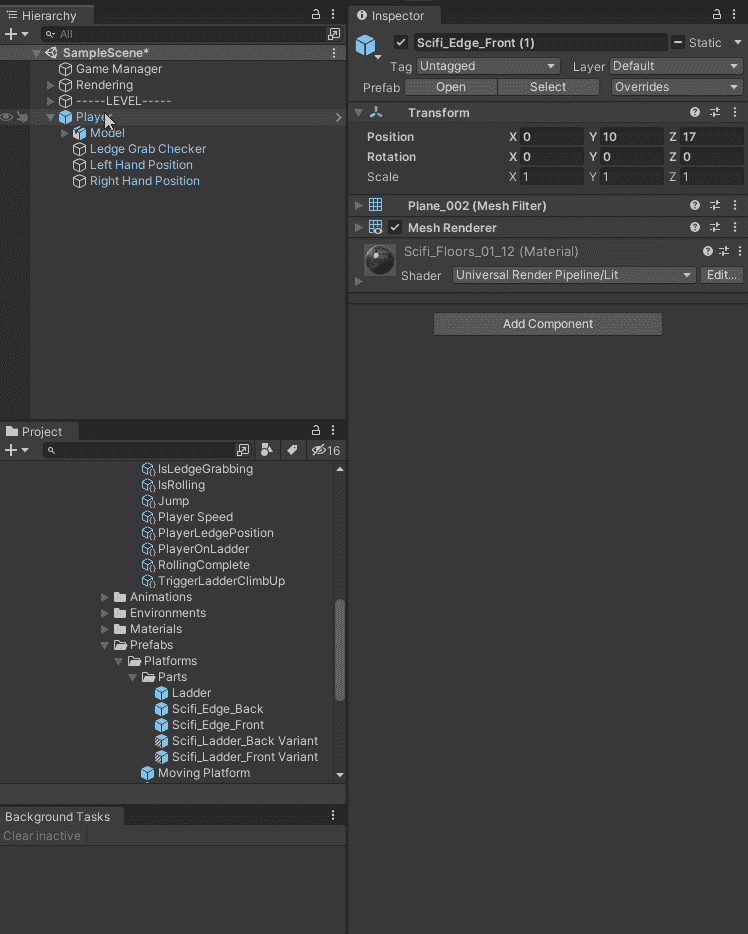 Hierarchy
All
SampleScene*
Game Manager
Rendering
-----LEVEL-----
Player
Model
Ledge Grab Checker
Left Hand Position
Right Hand Position
Project
16
IsLedgeGrabbing
IsRolling
Jump
Player Speed
PlayerLedgePosition
PlayerOnLadder
RollingComplete
TriggerLadderClimbUp
Animations
Environments
Materials
Prefabs
Platforms
Parts
Ladder
Scifi_Edge_Back
Scifi_Edge_Front
Scifi_Ladder_Back Variant
Scifi_Ladder_Front Variant
Moving Platform
Background Tasks
Clear inactive
Inspector
Scifi_Edge_Front (1) Static
Tag Untagged Layer Default
Prefab Open Select Overrides
Transform
Position X 0 Y 10 Z 17
Rotation X 0 Y 0 Z 0
Scale X 1 Y 1 Z 1
Plane_002 (Mesh Filter)
Mesh Renderer
Scifi_Floors_01_12 (Material)
Shader Universal Render Pipeline/Lit Edit...
Add Component